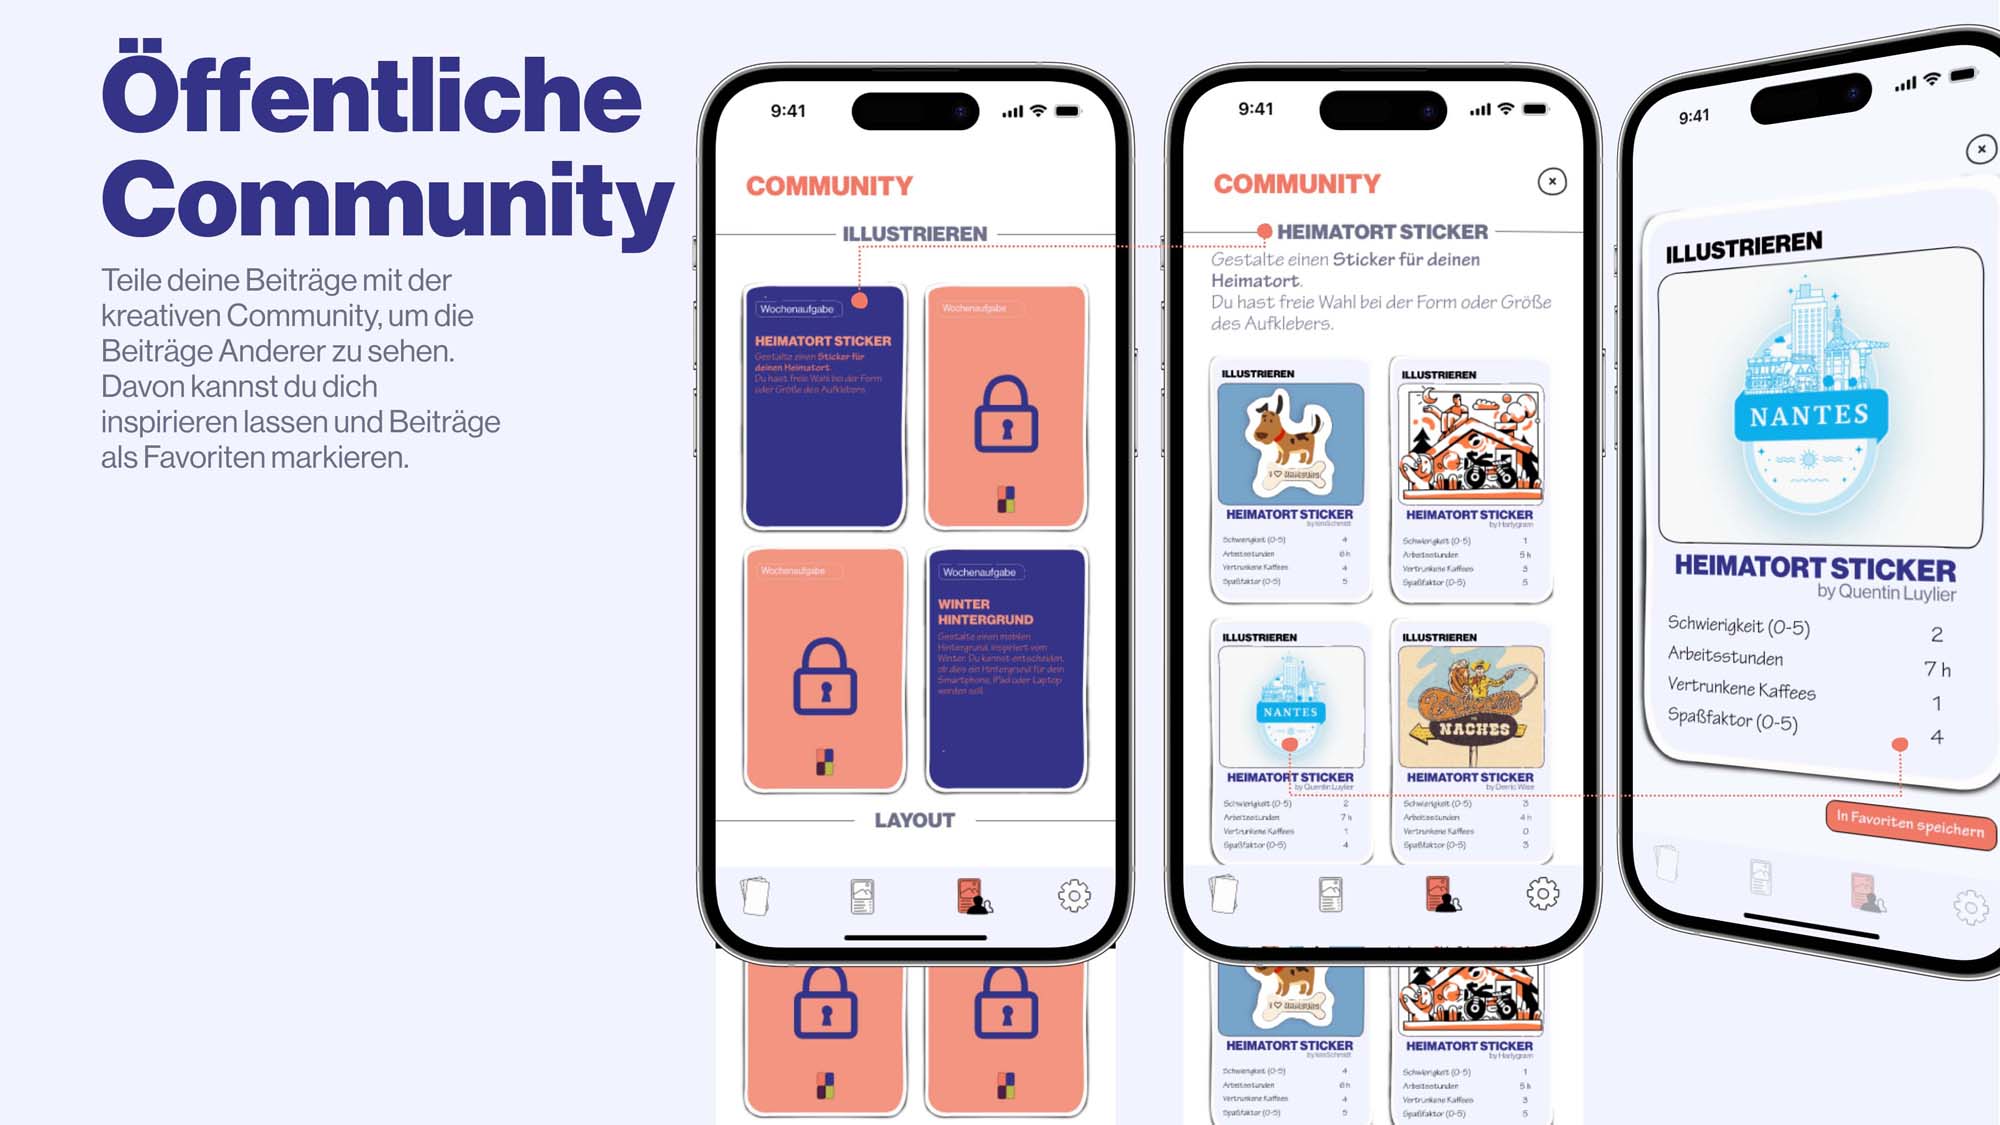 Öffentliche
Community
Teile deine Beiträge mit der
kreativen Community, um die
Beiträge Anderer zu sehen.
Davon kannst du dich
inspirieren lassen und Beiträge
als Favoriten markieren.
9:41
COMMUNITY
ILLUSTRIEREN
Wochenaufgabe
HEIMATORT STICKER
Gestalte einen Sticker für
deinen Heimatort.
Du hast freie Wahl bei der Form
oder Größe des Aufklebers.
Wochenaufgabe
Wochenaufgabe
Wochenaufgabe
WINTER
HINTERGRUND
Gestalte einen mobilen
Hintergrund, inspiriert vom
Winter. Du kannst entscheiden,
ob dies ein Hintergrund für dein
Smartphone, iPad oder Laptop
werden soll.
LAYOUT
9:41
COMMUNITY
HEIMATORT STICKER
Gestalte einen Sticker für deinen
Heimatort.
Du hast freie Wahl bei der Form oder Größe
des Aufklebers.
ILLUSTRIEREN
I ♡ HAMBURG
HEIMATORT STICKER
Schwierigkeit (0-5) 4
Arbeitsstunden 6 h
Vertrunkene Kaffees 4
Spaßfaktor (0-5) 5
ILLUSTRIEREN
HEIMATORT STICKER
by Harlygram
Schwierigkeit (0-5) 1
Arbeitsstunden 5 h
Vertrunkene Kaffees 3
Spaßfaktor (0-5) 5
ILLUSTRIEREN
NANTES
HEIMATORT STICKER
by Quentin Luylier
Schwierigkeit (0-5) 2
Arbeitsstunden 7 h
Vertrunkene Kaffees 1
Spaßfaktor (0-5) 4
ILLUSTRIEREN
NACHES
HEIMATORT STICKER
Schwierigkeit (0-5) 3
Arbeitsstunden 4 h
Vertrunkene Kaffees 0
Spaßfaktor (0-5) 3
I ♡ HAMBURG
HEIMATORT STICKER
Schwierigkeit (0-5) 4
Arbeitsstunden 6 h
Vertrunkene Kaffees 4
Spaßfaktor (0-5) 5
HEIMATORT STICKER
by Harlygram
Schwierigkeit (0-5) 1
Arbeitsstunden 5 h
Vertrunkene Kaffees 3
Spaßfaktor (0-5) 5
9:41
ILLUSTRIEREN
NANTES
HEIMATORT STICKER
by Quentin Luylier
Schwierigkeit (0-5) 2
Arbeitsstunden 7 h
Vertrunkene Kaffees 1
Spaßfaktor (0-5) 4
In Favoriten speichern